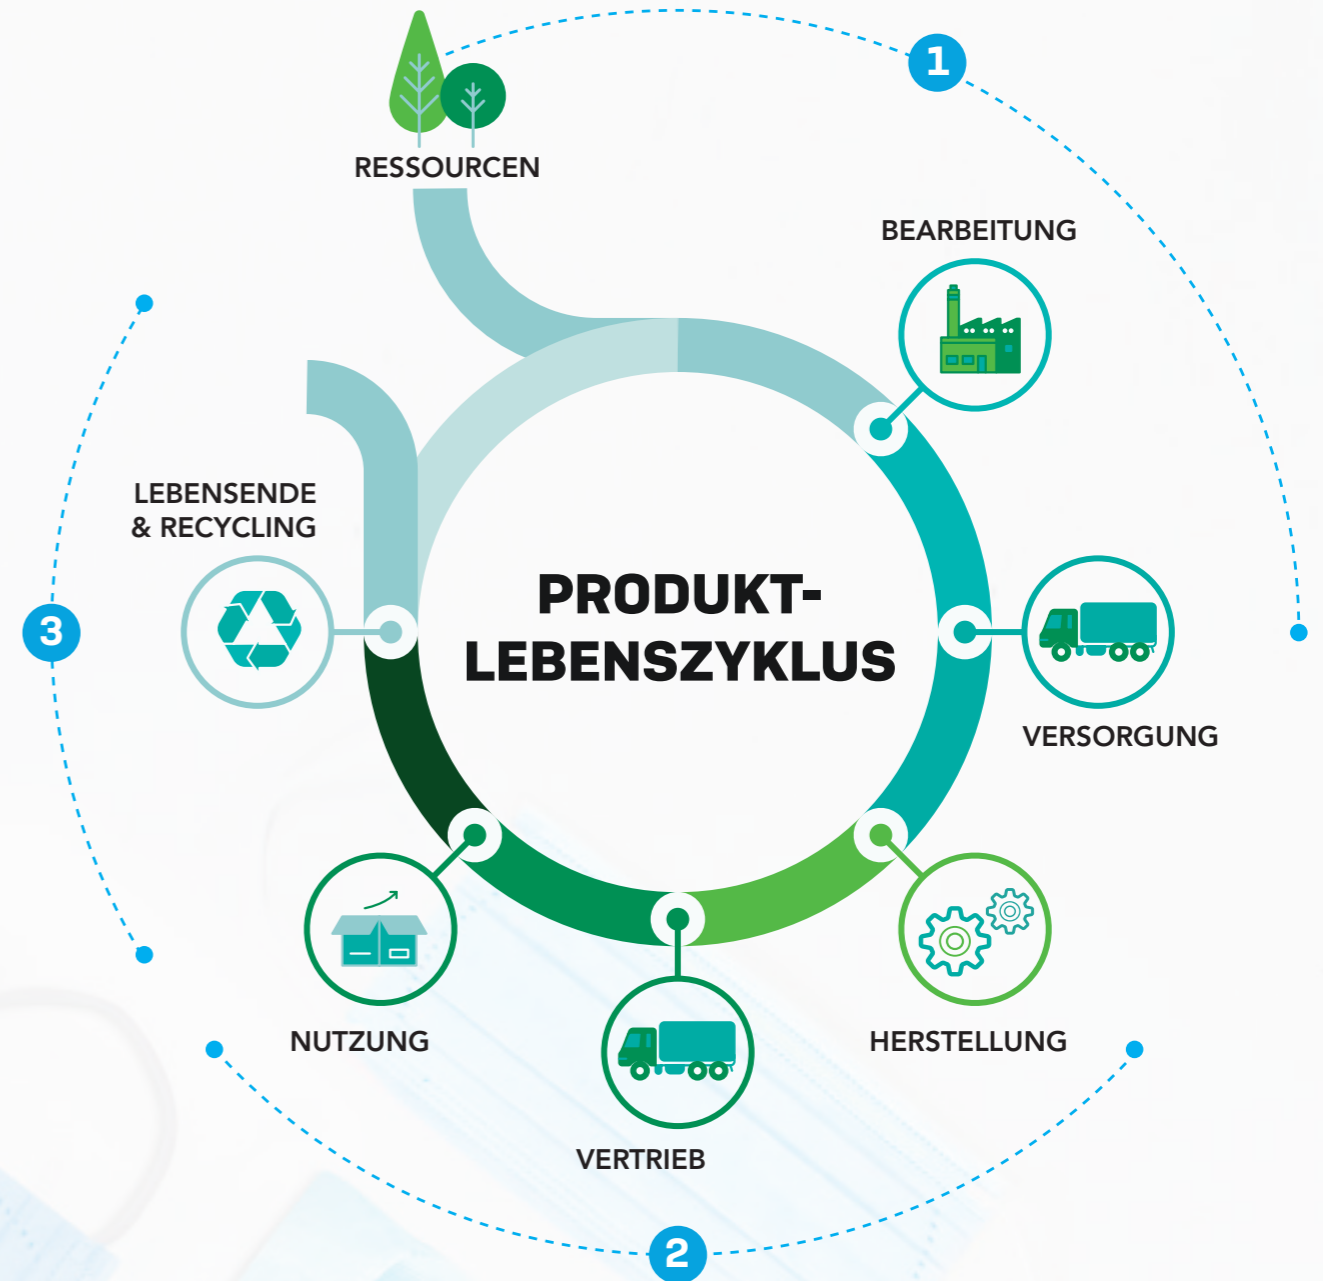 1
RESSOURCEN
BEARBEITUNG
LEBENSENDE
& RECYCLING
PRODUKT-
LEBENSZYKLUS
3
VERSORGUNG
NUTZUNG
HERSTELLUNG
VERTRIEB
2